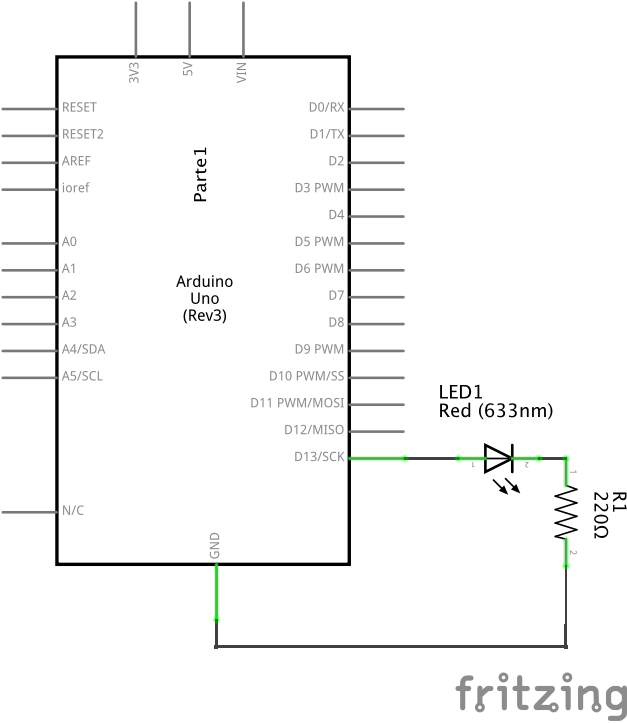 3V3
5V
VIN
RESET
RESET2
AREF
ioref
A0
A1
A2
A3
A4/SDA
A5/SCL
N/C
Parte1
Arduino
Uno
(Rev3)
D0/RX
D1/TX
D2
D3 PWM
D4
D5 PWM
D6 PWM
D7
D8
D9 PWM
D10 PWM/SS
D11 PWM/MOSI
D12/MISO
D13/SCK
GND
LED1
Red (633nm)
1
2
1
2
R1
220Ω
fritzing